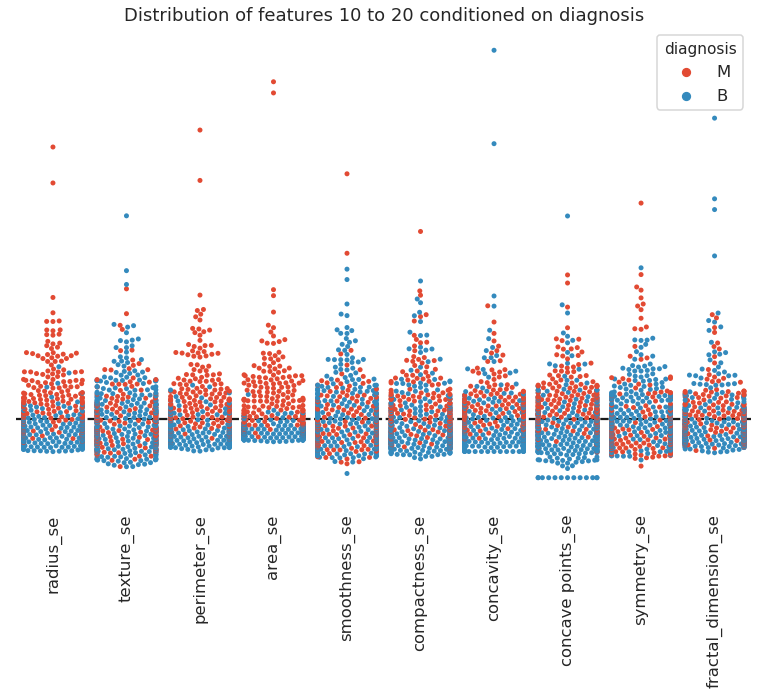 Distribution of features 10 to 20 conditioned on diagnosis
diagnosis
M
B
radius_se
texture_se
perimeter_se
area_se
smoothness_se
compactness_se
concavity_se
concave points_se
symmetry_se
fractal_dimension_se